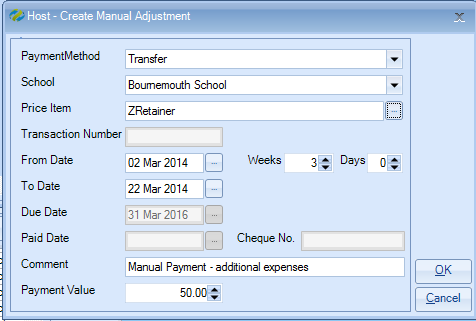 Host - Create Manual Adjustment
PaymentMethod Transfer
School Bournemouth School
Price Item ZRetainer ...
Transaction Number
From Date 02 Mar 2014 ... Weeks 3 Days 0
To Date 22 Mar 2014 ...
Due Date 31 Mar 2016 ...
Paid Date ... Cheque No.
Comment Manual Payment - additional expenses
OK
Payment Value 50.00
Cancel